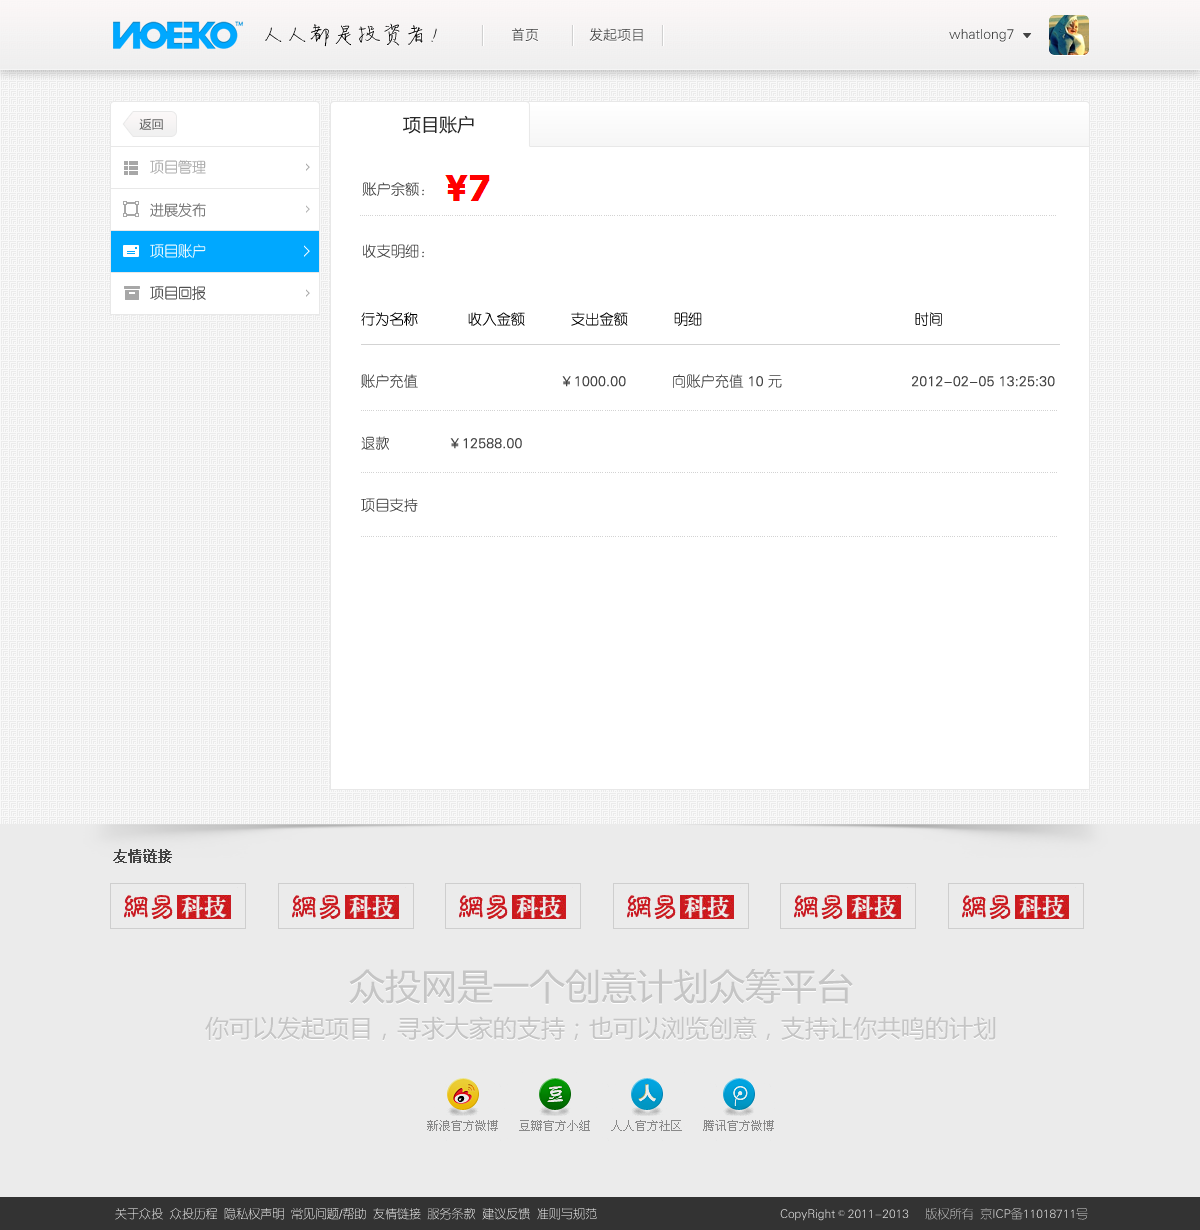 ИOEKO™ 人人都是投资者! 首页 发起项目 whatlong7
返回
项目管理
进展发布
项目账户
项目回报
项目账户
账户余额： ¥7
收支明细：
行为名称 收入金额 支出金额 明细 时间
账户充值 ¥1000.00 向账户充值 10 元 2012-02-05 13:25:30
退款 ¥12588.00
项目支持
友情链接
網易科技 網易科技 網易科技 網易科技 網易科技 網易科技
众投网是一个创意计划众筹平台
你可以发起项目，寻求大家的支持；也可以浏览创意，支持让你共鸣的计划
豆 人
新浪官方微博 豆瓣官方小组 人人官方社区 腾讯官方微博
关于众投 众投历程 隐私权声明 常见问题/帮助 友情链接 服务条款 建议反馈 准则与规范 CopyRight © 2011-2013 版权所有 京ICP备11018711号